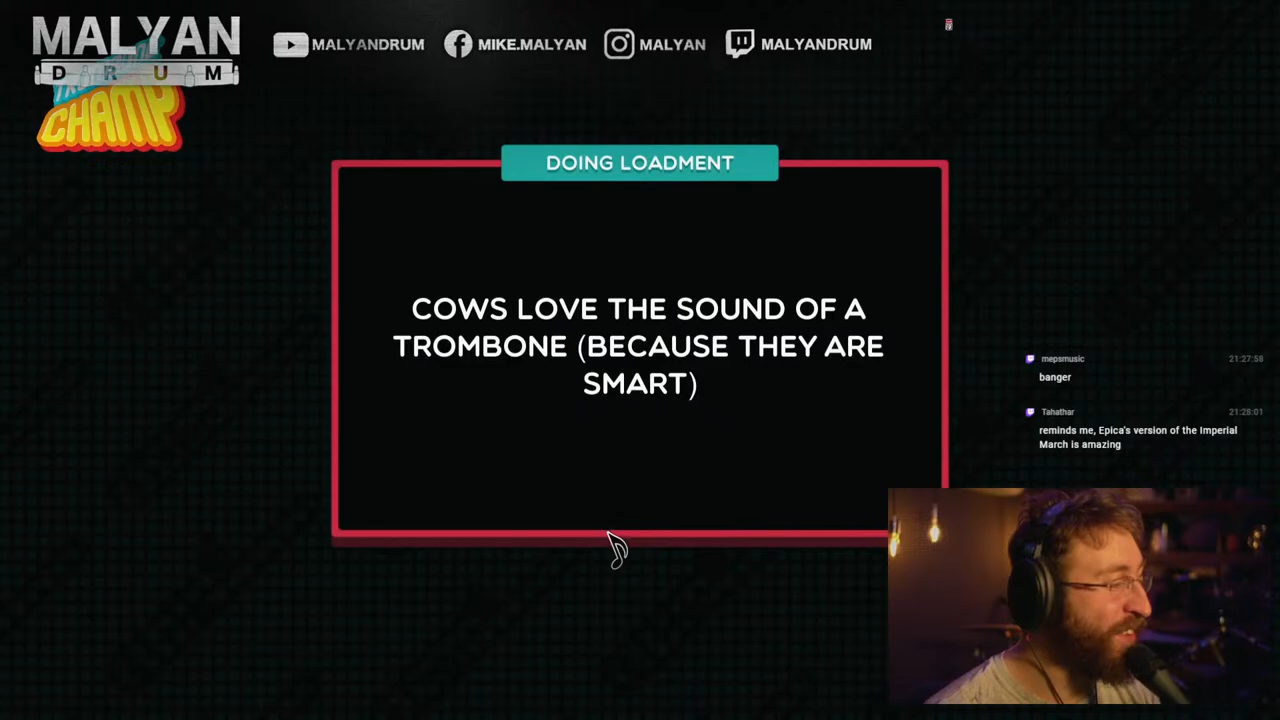 MALYAN
DRUM
CHAMP
MALYANDRUM
MIKE.MALYAN
MALYAN
MALYANDRUM
DOING LOADMENT
COWS LOVE THE SOUND OF A
TROMBONE (BECAUSE THEY ARE
SMART)
mepsmusic 21:27:58
banger
Tahathar 21:28:01
reminds me, Epica's version of the Imperial
March is amazing